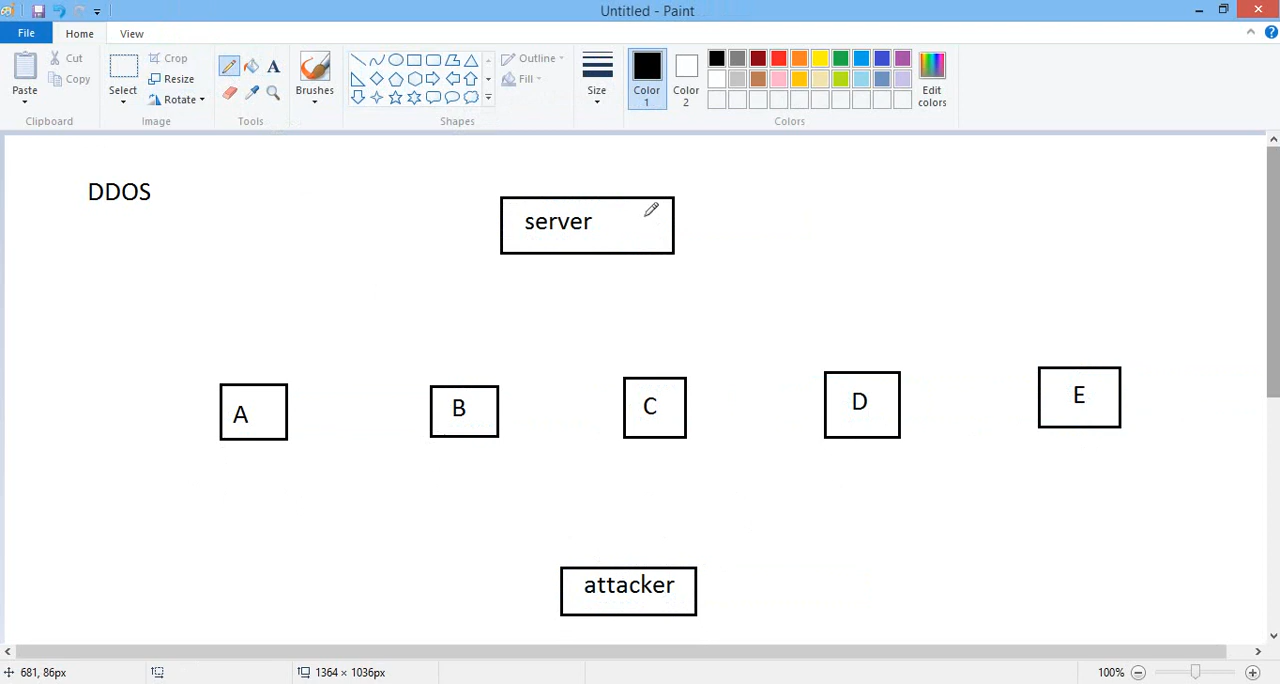 Untitled - Paint
File Home View
Paste
Cut
Copy
Clipboard
Select
Crop
Resize
Rotate
Image
Tools
Brushes
Shapes
Outline
Fill
Size
Color 1
Color 2
Edit colors
Colors
DDOS
server
A B C D E
attacker
681, 86px
1364 × 1036px
100%